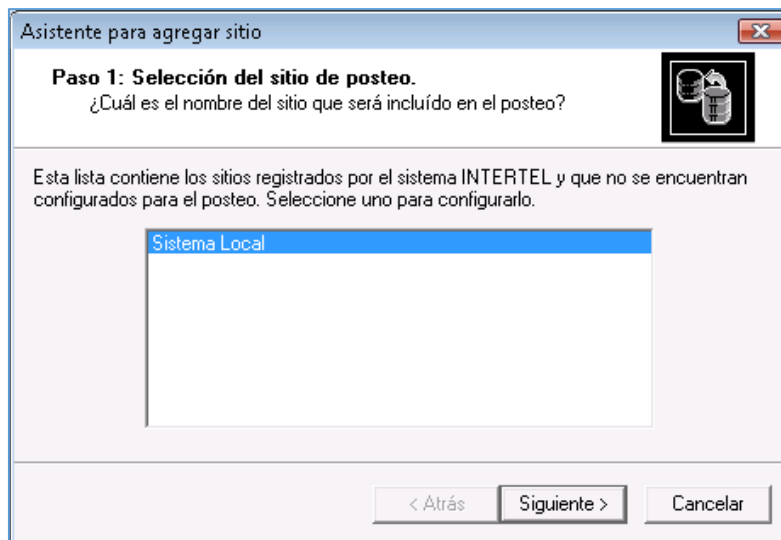 Asistente para agregar sitio
Paso 1: Selección del sitio de posteo.
¿Cuál es el nombre del sitio que será incluído en el posteo?
Esta lista contiene los sitios registrados por el sistema INTERTEL y que no se encuentran
configurados para el posteo. Seleccione uno para configurarlo.
Sistema Local
< Atrás
Siguiente >
Cancelar